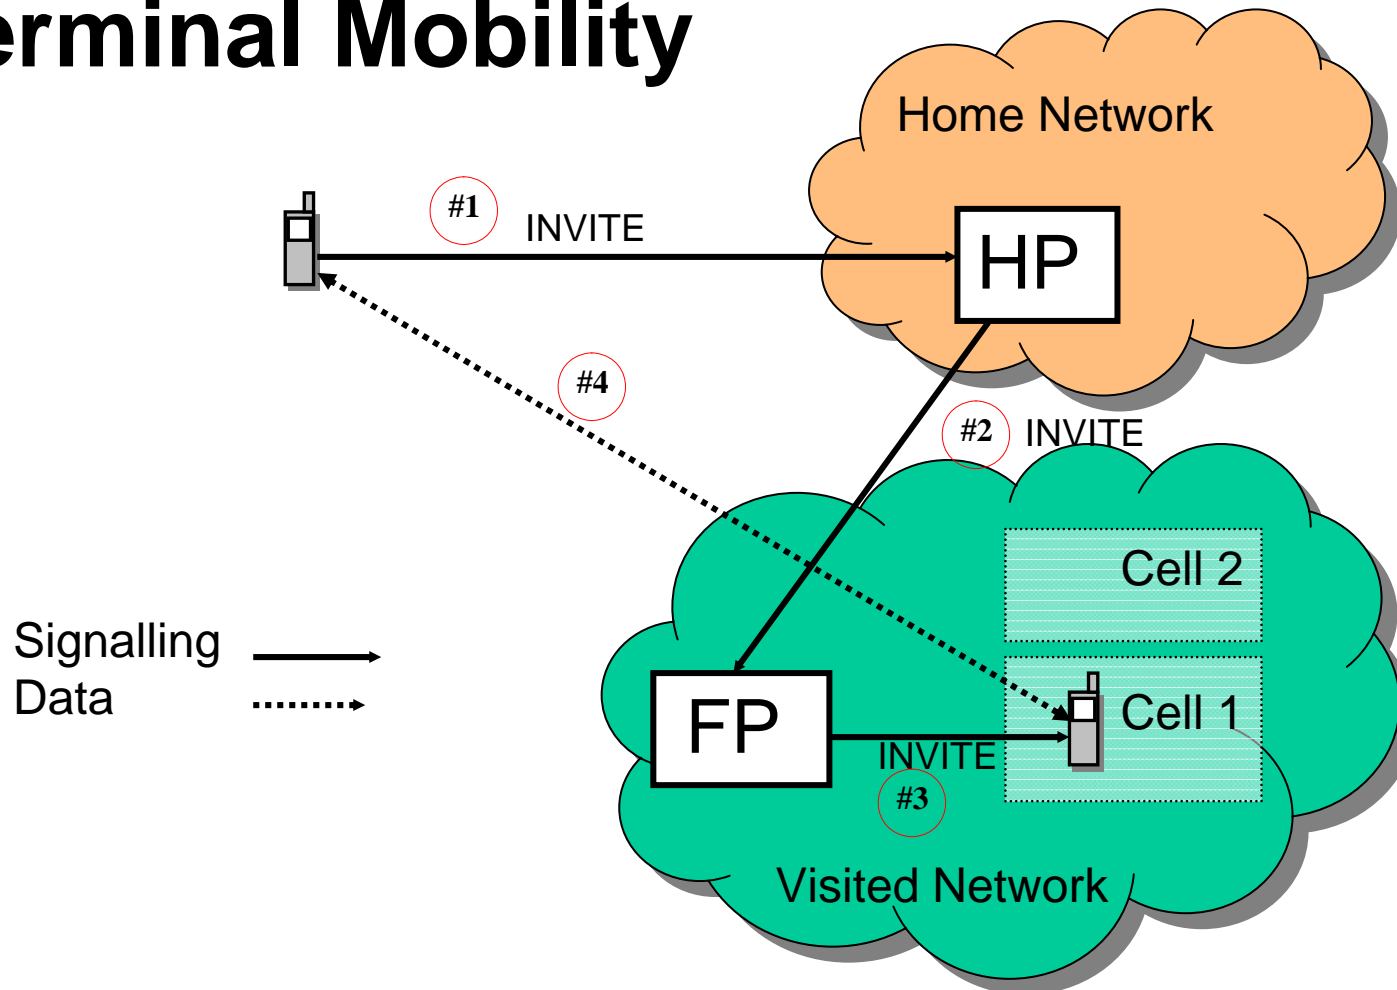 erminal Mobility
Home Network
#1
INVITE
HP
#4
#2 INVITE
Cell 2
Signalling
Data
FP
Cell 1
INVITE
#3
Visited Network